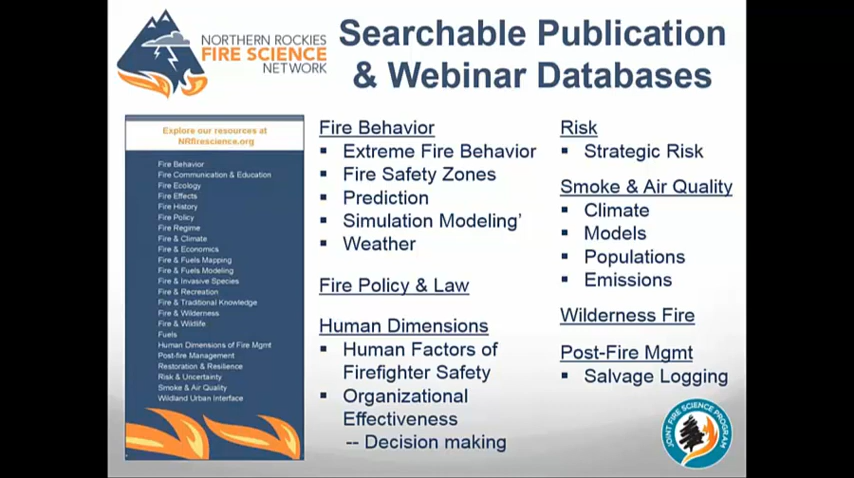 NORTHERN ROCKIES
FIRE SCIENCE
NETWORK
Searchable Publication
& Webinar Databases
Explore our resources at
NRfirescience.org
Fire Behavior
Fire Communication & Education
Fire Ecology
Fire Effects
Fire History
Fire Policy
Fire Regime
Fire & Climate
Fire & Economics
Fire & Fuels Mapping
Fire & Fuels Modeling
Fire & Invasive Species
Fire & Recreation
Fire & Traditional Knowledge
Fire & Wilderness
Fire & Wildlife
Fuels
Human Dimensions of Fire Mgmt
Post-fire Management
Restoration & Resilience
Risk & Uncertainty
Smoke & Air Quality
Wildland Urban Interface
Fire Behavior
▪ Extreme Fire Behavior
▪ Fire Safety Zones
▪ Prediction
▪ Simulation Modeling’
▪ Weather
Fire Policy & Law
Human Dimensions
▪ Human Factors of
Firefighter Safety
▪ Organizational
Effectiveness
-- Decision making
Risk
▪ Strategic Risk
Smoke & Air Quality
▪ Climate
▪ Models
▪ Populations
▪ Emissions
Wilderness Fire
Post-Fire Mgmt
▪ Salvage Logging
JOINT FIRE SCIENCE PROGRAM